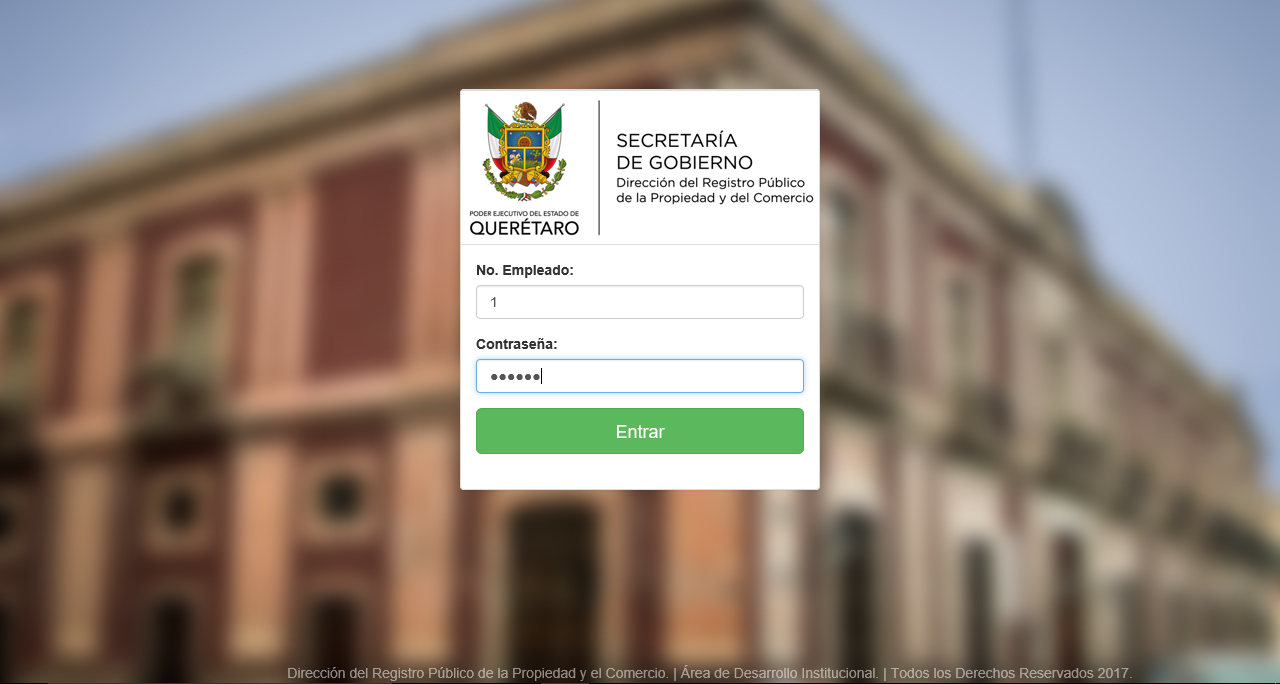 SECRETARÍA
DE GOBIERNO
Dirección del Registro Público
de la Propiedad y del Comercio
PODER EJECUTIVO DEL ESTADO DE
QUERÉTARO
No. Empleado:
1
Contraseña:
••••••
Entrar
Dirección del Registro Público de la Propiedad y el Comercio. | Área de Desarrollo Institucional. | Todos los Derechos Reservados 2017.